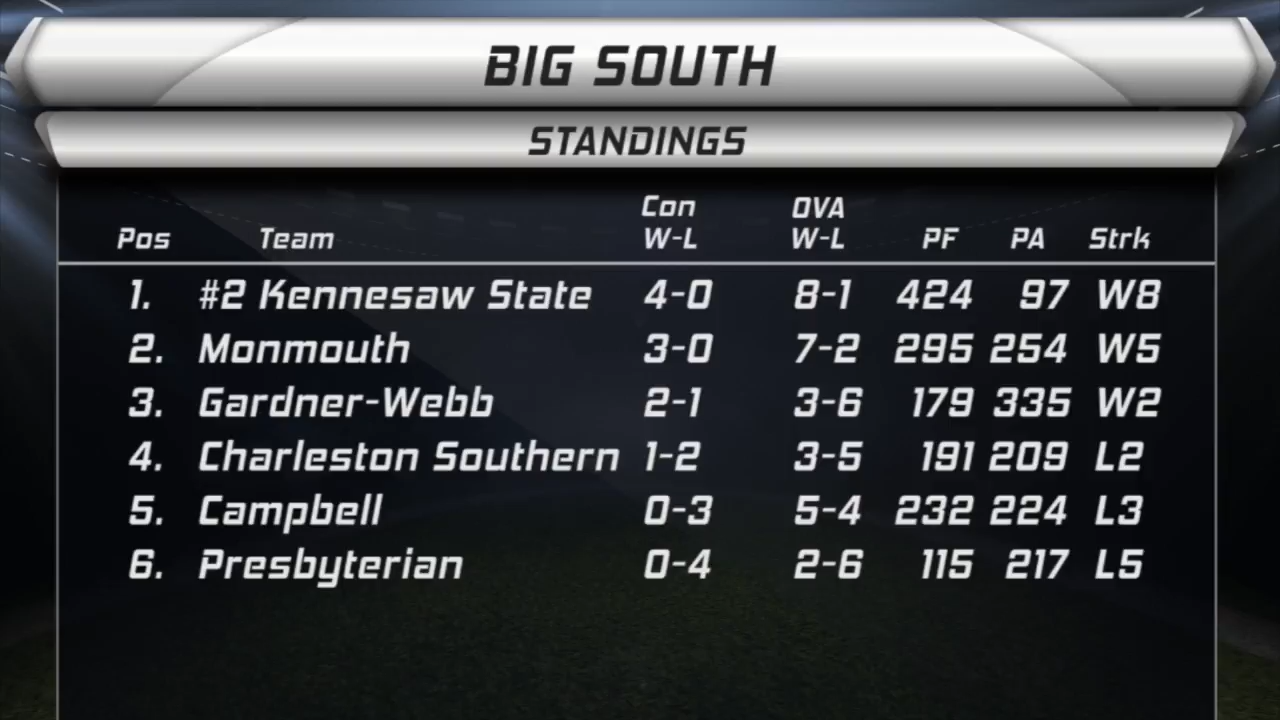 BIG SOUTH
STANDINGS
Con OVA
Pos Team W-L W-L PF PA Strk
1. #2 Kennesaw State 4-0 8-1 424 97 W8
2. Monmouth 3-0 7-2 295 254 W5
3. Gardner-Webb 2-1 3-6 179 335 W2
4. Charleston Southern 1-2 3-5 191 209 L2
5. Campbell 0-3 5-4 232 224 L3
6. Presbyterian 0-4 2-6 115 217 L5